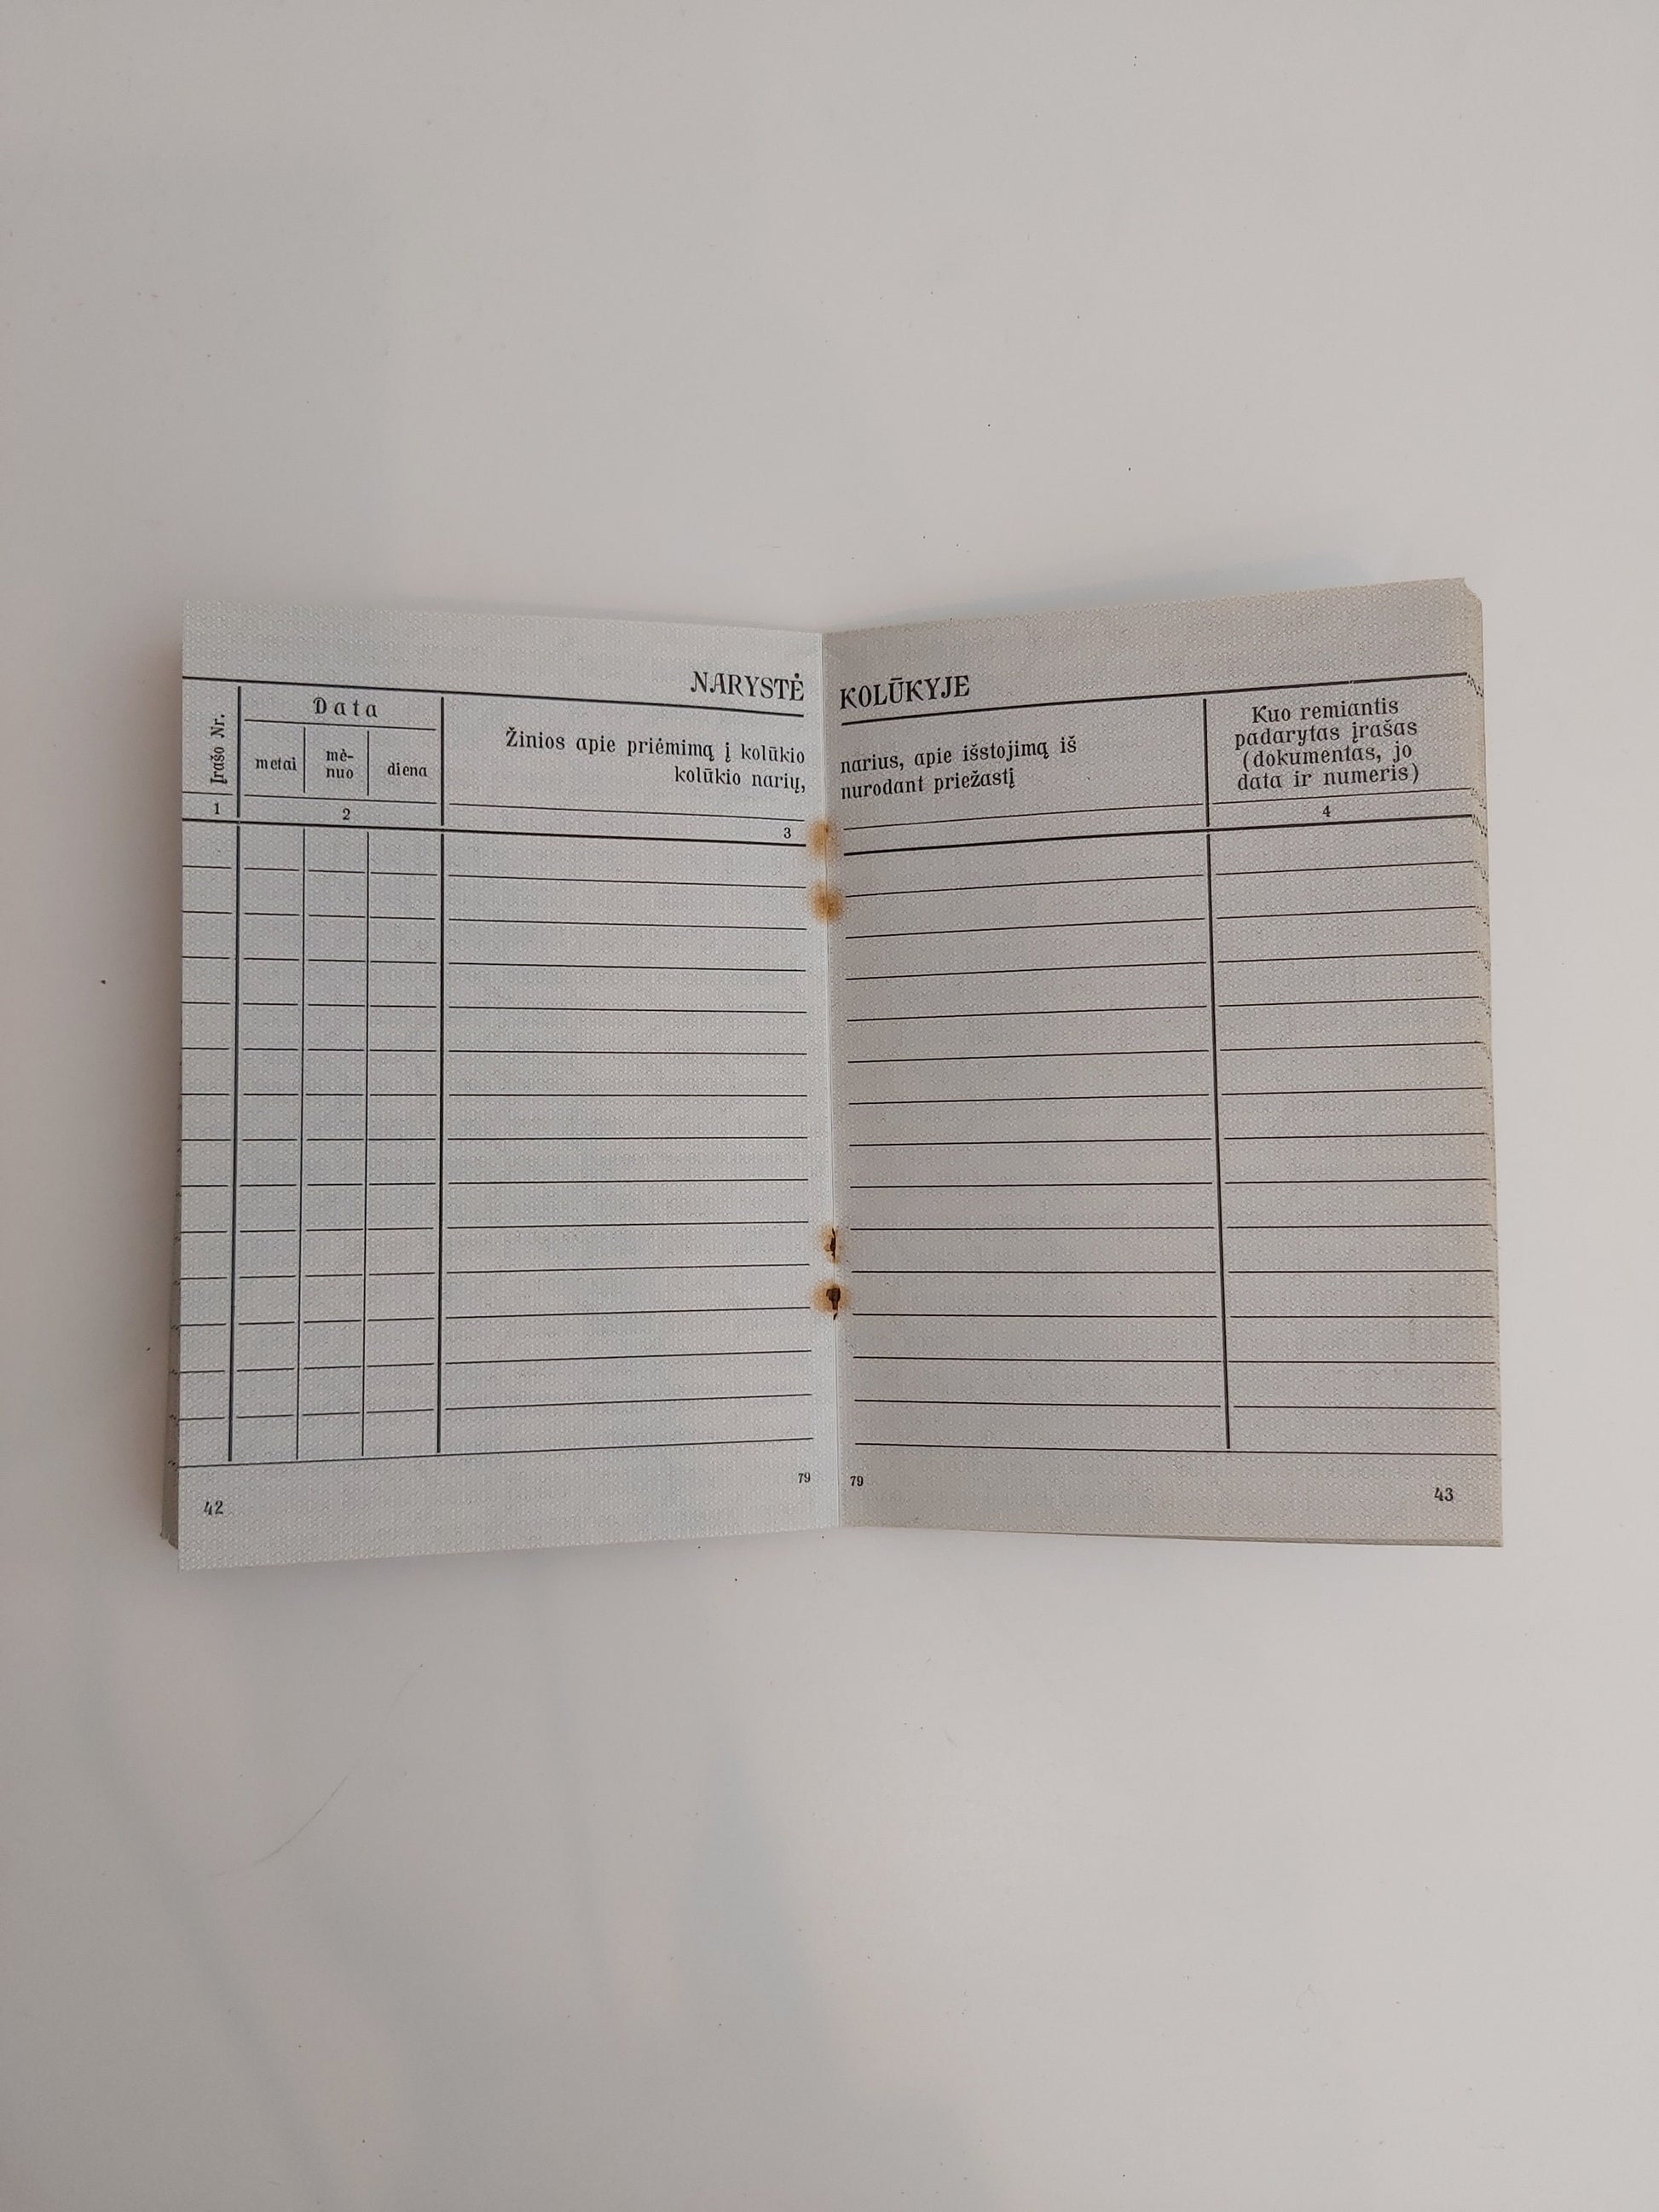 NARYSTĖ KOLŪKYJE
Įrašo Nr.
Data
metai
mė-
nuo
diena
Žinios apie priėmimą į kolūkio narius, apie išstojimą iš
kolūkio narių, nurodant priežastį
Kuo remiantis
padarytas įrašas
(dokumentas, jo
data ir numeris)
1
2
3
4
79
79
42
43